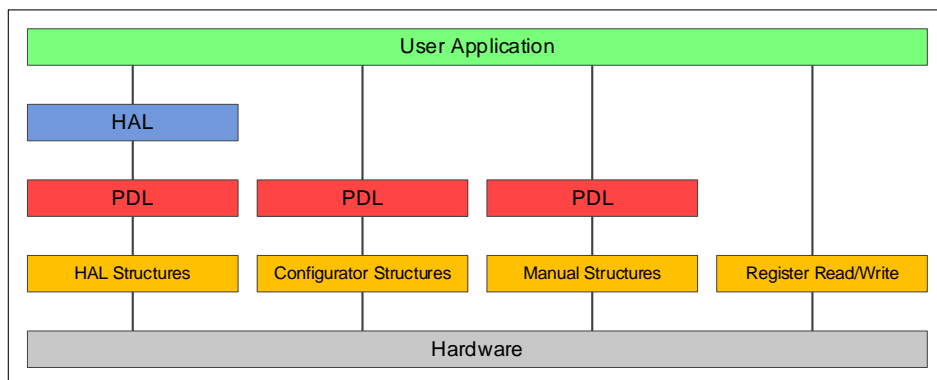 User Application
HAL
PDL
PDL
PDL
HAL Structures
Configurator Structures
Manual Structures
Register Read/Write
Hardware